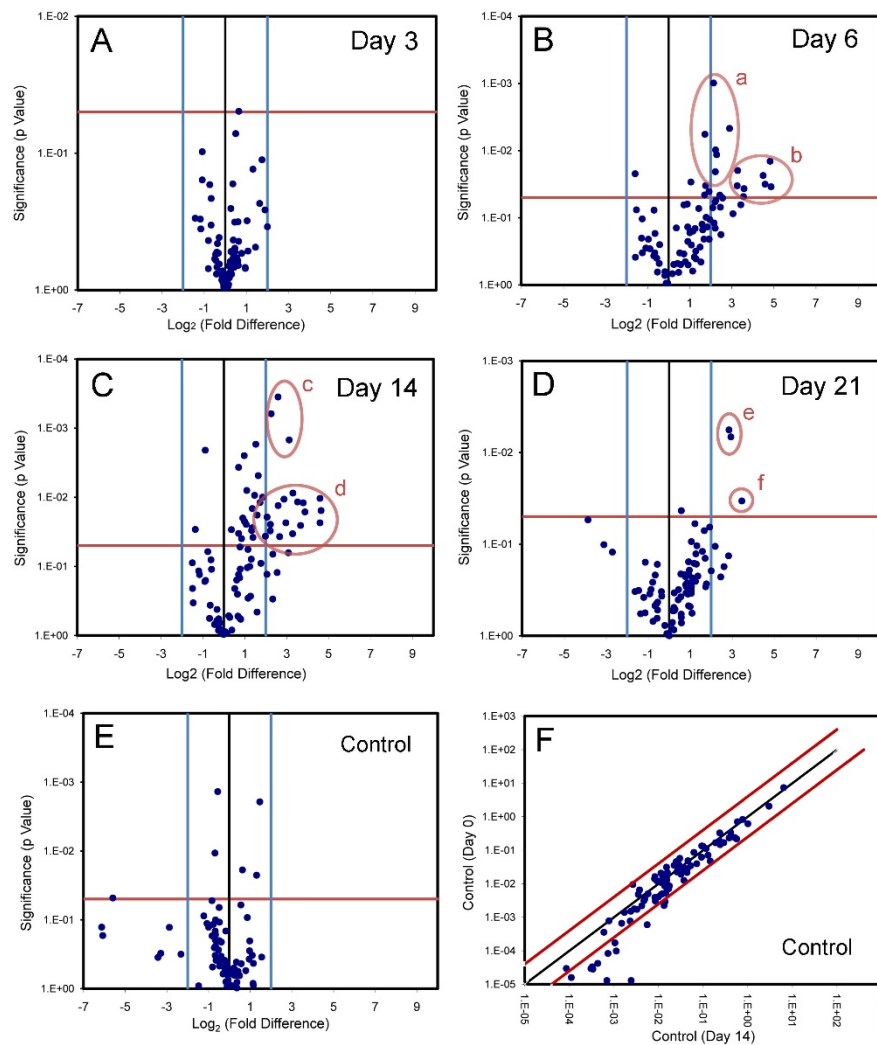 A
Day 3
Significance (p Value)
1.E-02
1.E-01
1.E+00
-7 -5 -3 -1 1 3 5 7 9
Log2 (Fold Difference)
B
Day 6
a
b
Significance (p Value)
1.E-04
1.E-03
1.E-02
1.E-01
1.E+00
-7 -5 -3 -1 1 3 5 7 9
Log2 (Fold Difference)
C
Day 14
c
d
Significance (p Value)
1.E-04
1.E-03
1.E-02
1.E-01
1.E+00
-7 -5 -3 -1 1 3 5 7 9
Log2 (Fold Difference)
D
Day 21
e
f
Significance (p Value)
1.E-03
1.E-02
1.E-01
1.E+00
-7 -5 -3 -1 1 3 5 7 9
Log2 (Fold Difference)
E
Control
Significance (p Value)
1.E-04
1.E-03
1.E-02
1.E-01
1.E+00
-7 -5 -3 -1 1 3 5 7 9
Log2 (Fold Difference)
F
Control
Control (Day 0)
1.E+03
1.E+02
1.E+01
1.E+00
1.E-01
1.E-02
1.E-03
1.E-04
1.E-05
1.E-05 1.E-04 1.E-03 1.E-02 1.E-01 1.E+00 1.E+01 1.E+02
Control (Day 14)